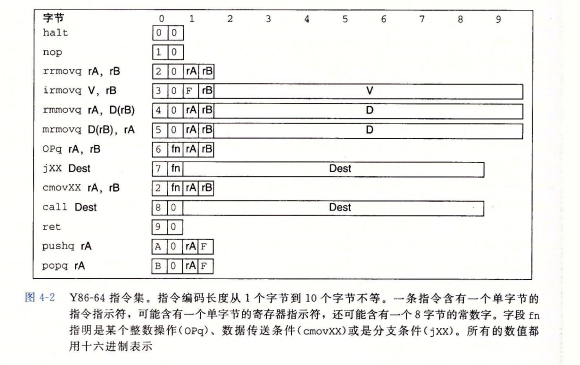 字节 0 1 2 3 4 5 6 7 8 9
halt 0 0
nop 1 0
rrmovq rA, rB 2 0 rA rB
irmovq V, rB 3 0 F rB V
rmmovq rA, D(rB) 4 0 rA rB D
mrmovq D(rB), rA 5 0 rA rB D
OPq rA, rB 6 fn rA rB
jXX Dest 7 fn Dest
cmovXX rA, rB 2 fn rA rB
call Dest 8 0 Dest
ret 9 0
pushq rA A 0 rA F
popq rA B 0 rA F
图 4-2 Y86-64 指令集。指令编码长度从 1 个字节到 10 个字节不等。一条指令含有一个单字节的
指令指示符，可能含有一个单字节的寄存器指示符，还可能含有一个 8 字节的常数字。字段 fn
指明是某个整数操作(OPq)、数据传送条件(cmovXX)或是分支条件(jXX)。所有的数值都
用十六进制表示